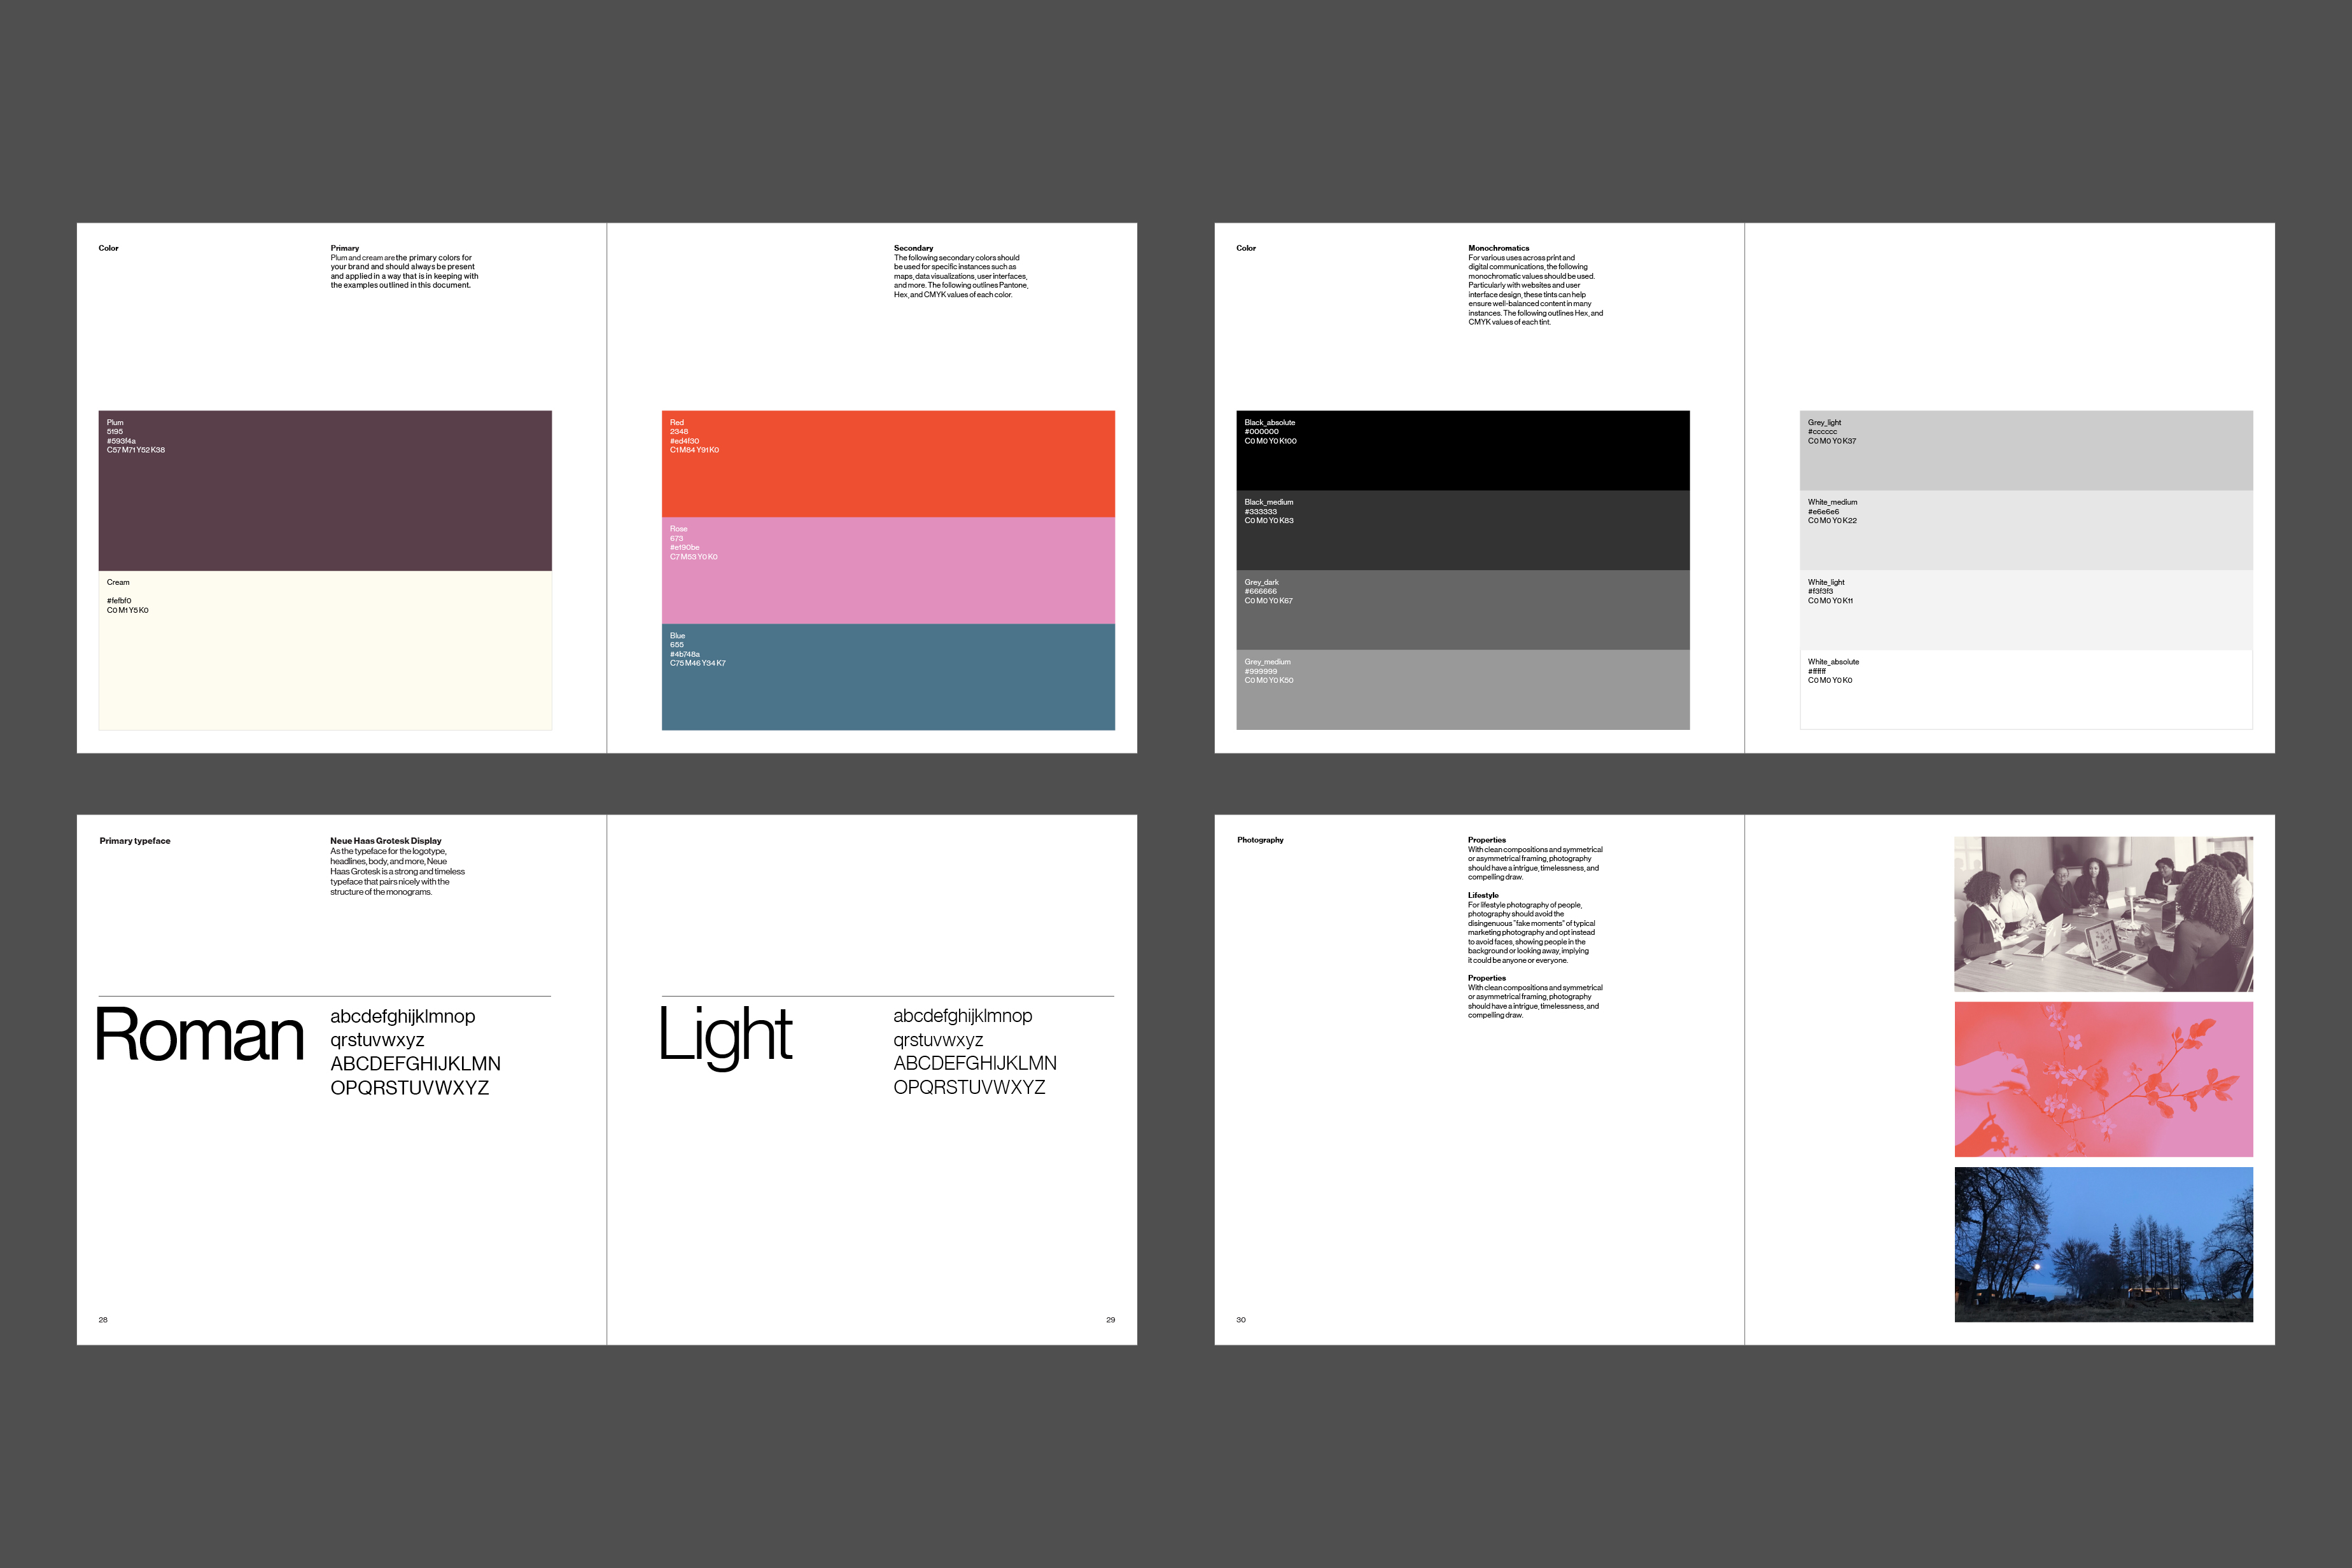 Color
Primary
Plum and cream are the primary colors for
your brand and should always be present
and applied in a way that is in keeping with
the examples outlined in this document.
Plum
5195
#593f4a
C57 M71 Y52 K38
Cream
#fefbf0
C0 M1 Y5 K0
Secondary
The following secondary colors should
be used for specific instances such as
maps, data visualizations, user interfaces,
and more. The following outlines Pantone,
Hex, and CMYK values of each color.
Red
2348
#ed4f30
C1 M84 Y91 K0
Rose
673
#e190be
C7 M53 Y0 K0
Blue
655
#4b748a
C75 M46 Y34 K7
Color
Monochromatics
For various uses across print and
digital communications, the following
monochromatic values should be used.
Particularly with websites and user
interface design, these tints can help
ensure well-balanced content in many
instances. The following outlines Hex, and
CMYK values of each tint.
Black_absolute
#000000
C0 M0 Y0 K100
Black_medium
#333333
C0 M0 Y0 K83
Grey_dark
#666666
C0 M0 Y0 K67
Grey_medium
#999999
C0 M0 Y0 K50
Grey_light
#cccccc
C0 M0 Y0 K37
White_medium
#e6e6e6
C0 M0 Y0 K22
White_light
#f3f3f3
C0 M0 Y0 K11
White_absolute
#ffffff
C0 M0 Y0 K0
Primary typeface
Neue Haas Grotesk Display
As the typeface for the logotype,
headlines, body, and more, Neue
Haas Grotesk is a strong and timeless
typeface that pairs nicely with the
structure of the monograms.
Roman
abcdefghijklmnop
qrstuvwxyz
ABCDEFGHIJKLMN
OPQRSTUVWXYZ
28
Light
abcdefghijklmnop
qrstuvwxyz
ABCDEFGHIJKLMN
OPQRSTUVWXYZ
29
Photography
Properties
With clean compositions and symmetrical
or asymmetrical framing, photography
should have a intrigue, timelessness, and
compelling draw.
Lifestyle
For lifestyle photography of people,
photography should avoid the
disingenuous "fake moments" of typical
marketing photography and opt instead
to avoid faces, showing people in the
background or looking away, implying
it could be anyone or everyone.
Properties
With clean compositions and symmetrical
or asymmetrical framing, photography
should have a intrigue, timelessness, and
compelling draw.
30